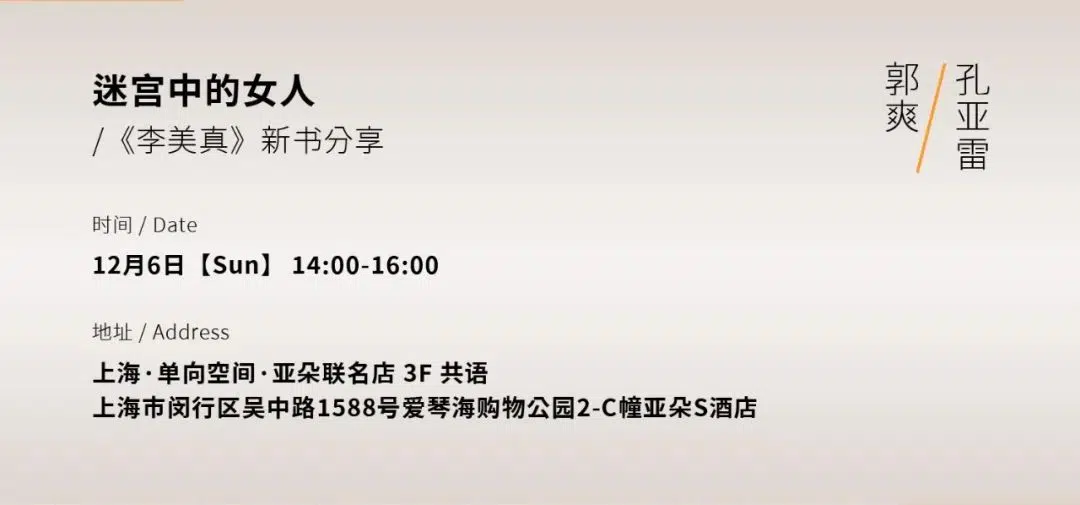 迷宫中的女人
/《李美真》新书分享
郭爽
孔亚雷
时间 / Date
12月6日【Sun】 14:00-16:00
地址 / Address
上海·单向空间·亚朵联名店 3F 共语
上海市闵行区吴中路1588号爱琴海购物公园2-C幢亚朵S酒店